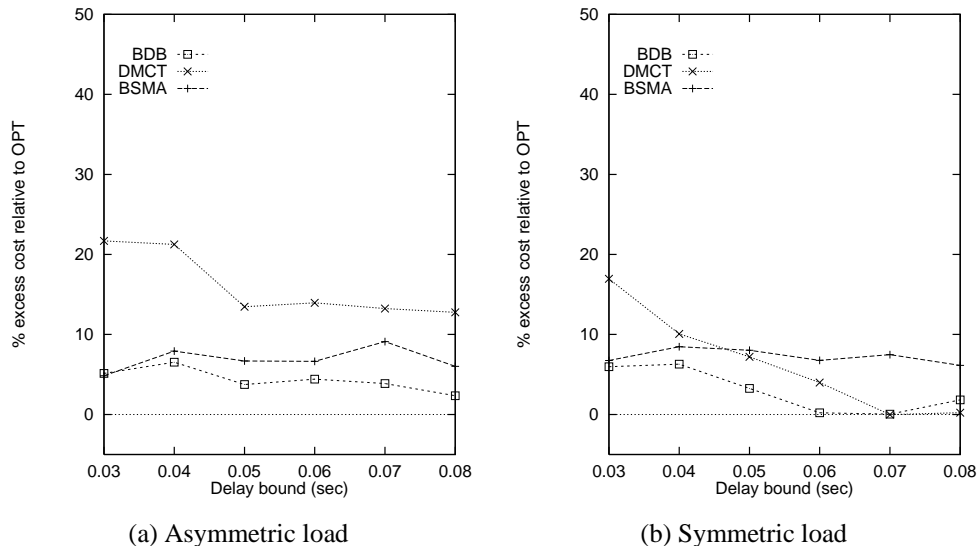 50
40
30
20
10
0
% excess cost relative to OPT
BDB
DMCT
BSMA
0.03 0.04 0.05 0.06 0.07 0.08
Delay bound (sec)
(a) Asymmetric load
50
40
30
20
10
0
% excess cost relative to OPT
BDB
DMCT
BSMA
0.03 0.04 0.05 0.06 0.07 0.08
Delay bound (sec)
(b) Symmetric load